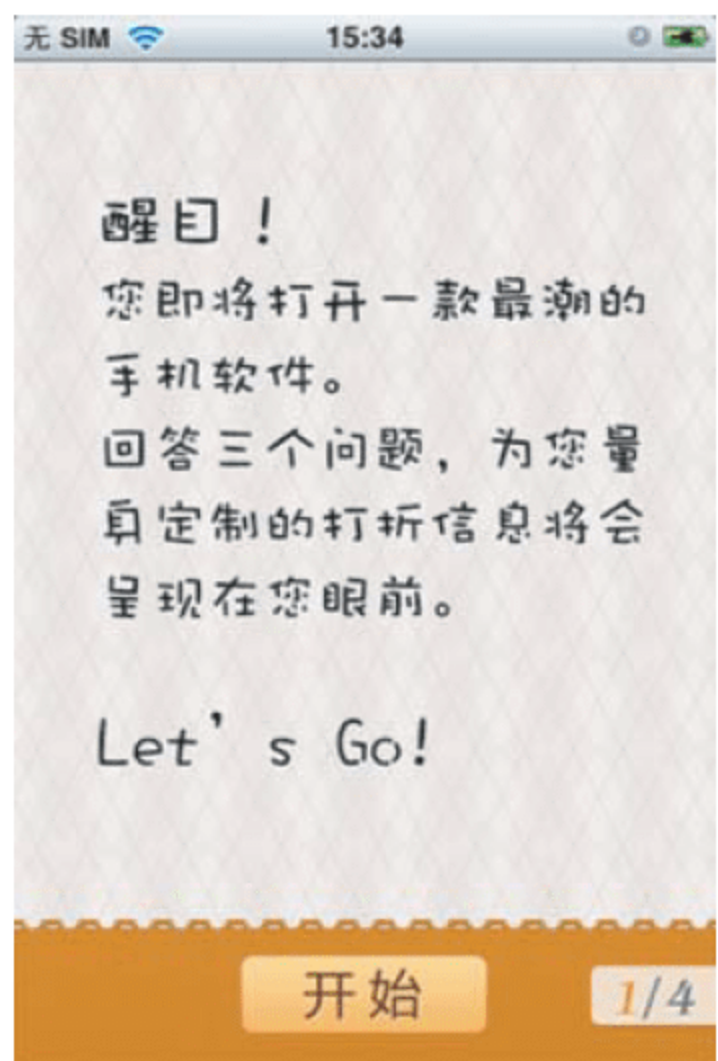 无 SIM 15:34
醒目！
您即将打开一款最潮的
手机软件。
回答三个问题，为您量
身定制的打折信息将会
呈现在您眼前。
Let's Go!
开始
1/4